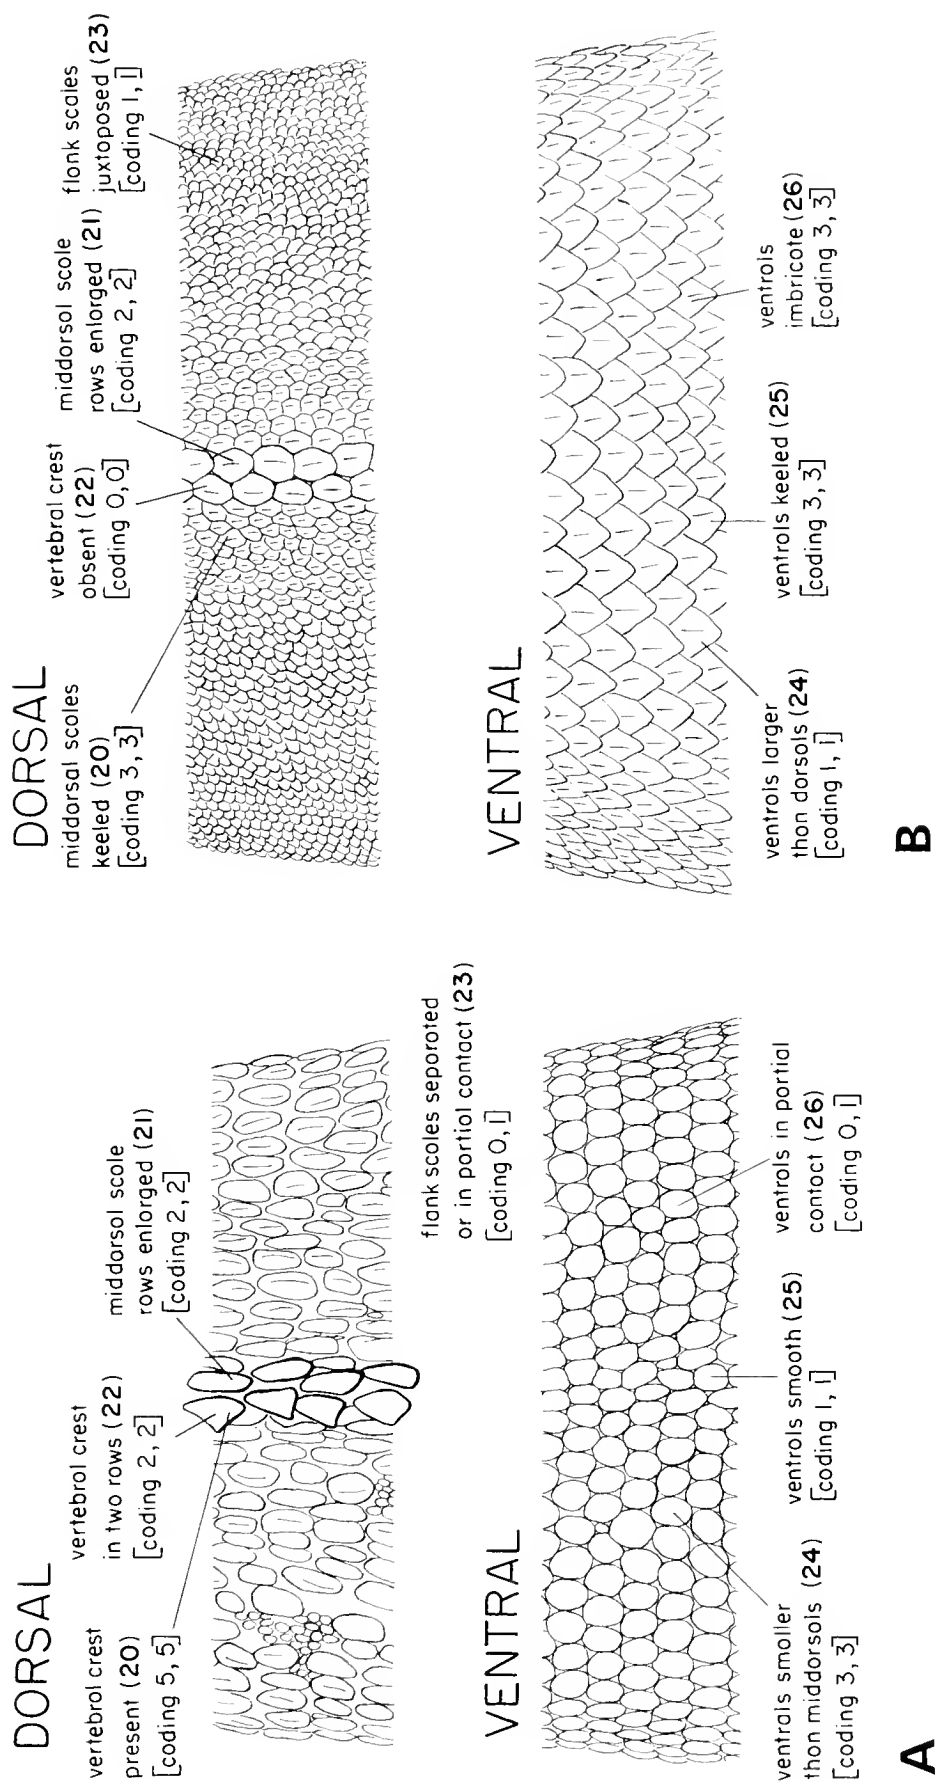 DORSAL
vertebral crest
present (20)
[coding 5, 5]
vertebral crest
in two rows (22)
[coding 2, 2]
middorsal scale
rows enlarged (21)
[coding 2, 2]
flank scales separated
or in partial contact (23)
[coding 0, 1]
VENTRAL
ventrals smaller
than middorsals (24)
[coding 3, 3]
ventrals smooth (25)
[coding 1, 1]
ventrals in partial
contact (26)
[coding 0, 1]
A
DORSAL
middorsal scales
keeled (20)
[coding 3, 3]
vertebral crest
absent (22)
[coding 0, 0]
middorsal scale
rows enlarged (21)
[coding 2, 2]
flank scales
juxtaposed (23)
[coding 1, 1]
VENTRAL
ventrals larger
than dorsals (24)
[coding 1, 1]
ventrals keeled (25)
[coding 3, 3]
ventrals
imbricate (26)
[coding 3, 3]
B